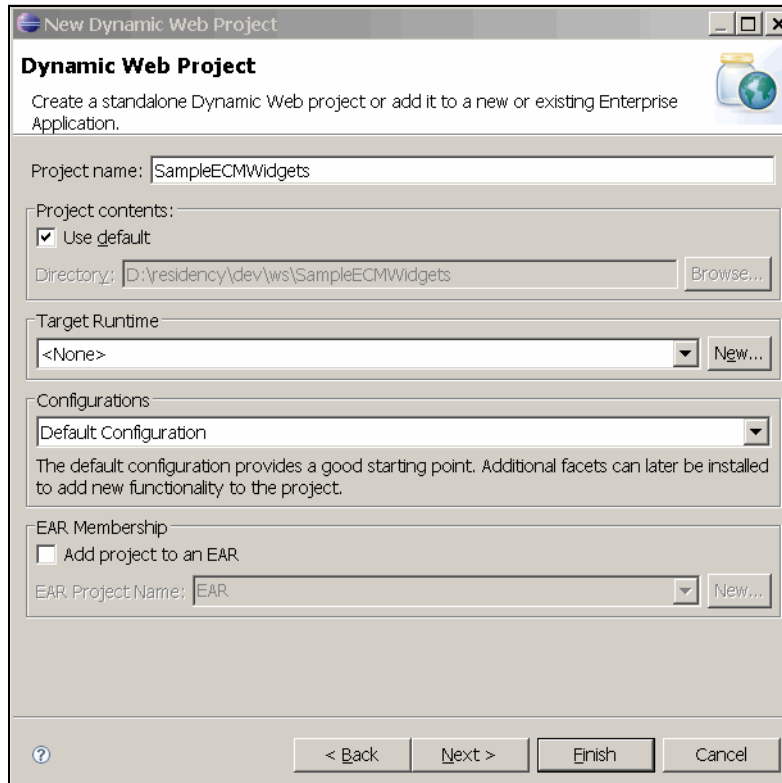 New Dynamic Web Project
Dynamic Web Project
Create a standalone Dynamic Web project or add it to a new or existing Enterprise
Application.
Project name: SampleECMWidgets
Project contents:
Use default
Directory: D:\residency\dev\ws\SampleECMWidgets Browse...
Target Runtime
<None> New...
Configurations
Default Configuration
The default configuration provides a good starting point. Additional facets can later be installed
to add new functionality to the project.
EAR Membership
Add project to an EAR
EAR Project Name: EAR New...
? < Back Next > Finish Cancel